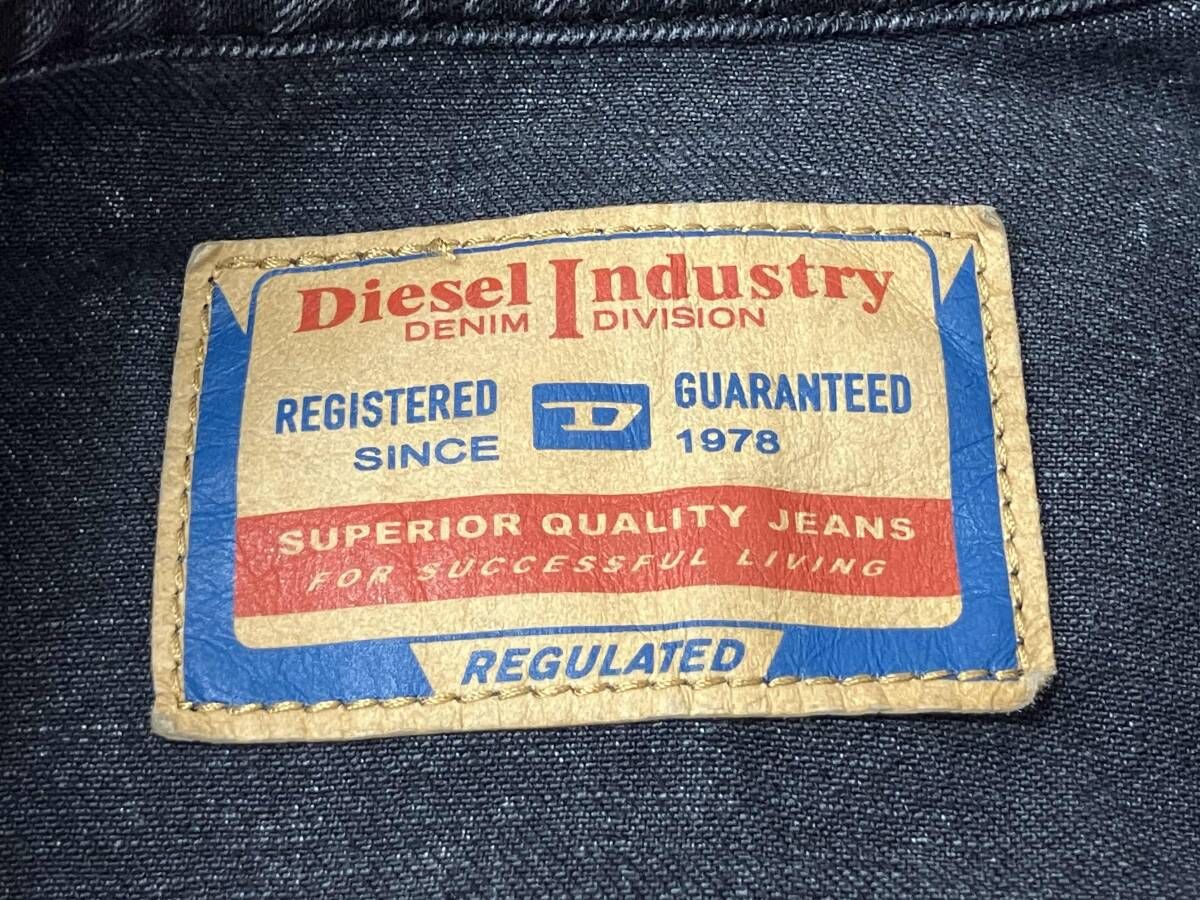 Diesel Industry
DENIM DIVISION
REGISTERED D GUARANTEED
SINCE 1978
SUPERIOR QUALITY JEANS
FOR SUCCESSFUL LIVING
REGULATED